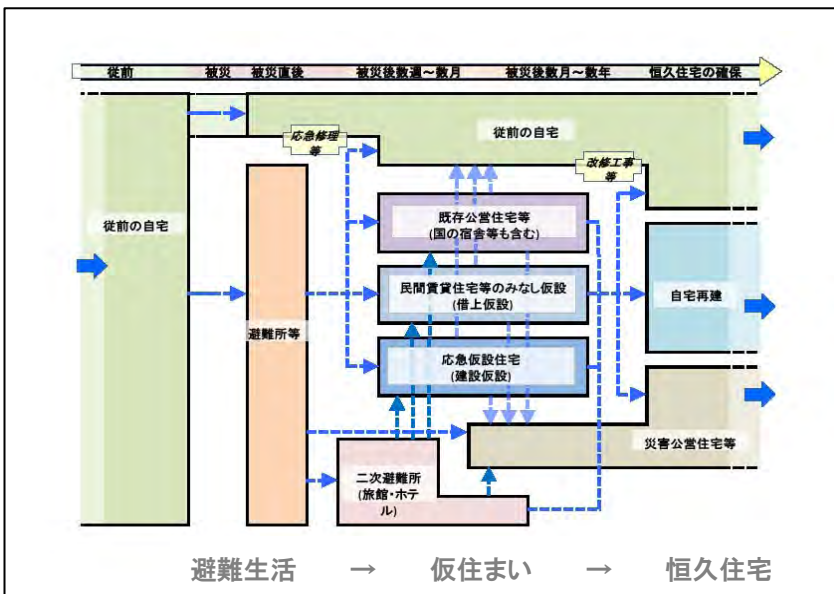 従前 被災 被災直後 被災後数週～数月 被災後数月～数年 恒久住宅の確保
応急修理
等
従前の自宅
改修工事
等
従前の自宅
既存公営住宅等
(国の宿舎等も含む)
民間賃貸住宅等のみなし仮設
(借上仮設)
自宅再建
避難所等
応急仮設住宅
(建設仮設)
災害公営住宅等
二次避難所
(旅館・ホテ
ル)
避難生活 → 仮住まい → 恒久住宅